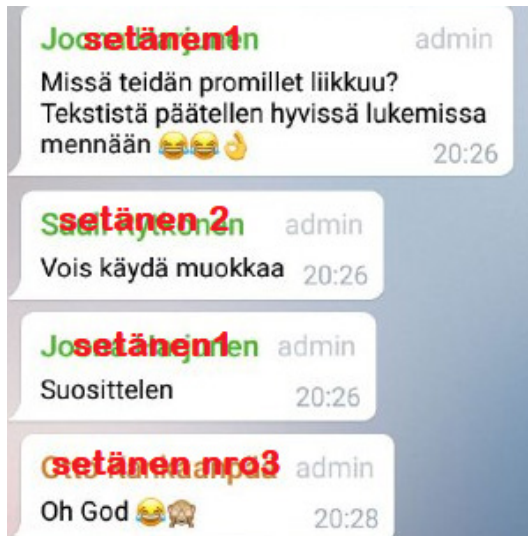 setänen1 admin
Missä teidän promillet liikkuu?
Tekstistä päätellen hyvissä lukemissa
mennään 😂😂👌 20:26
setänen 2 admin
Vois käydä muokkaa 20:26
setänen1 admin
Suosittelen 20:26
setänen nro3 admin
Oh God 😂🙈 20:28